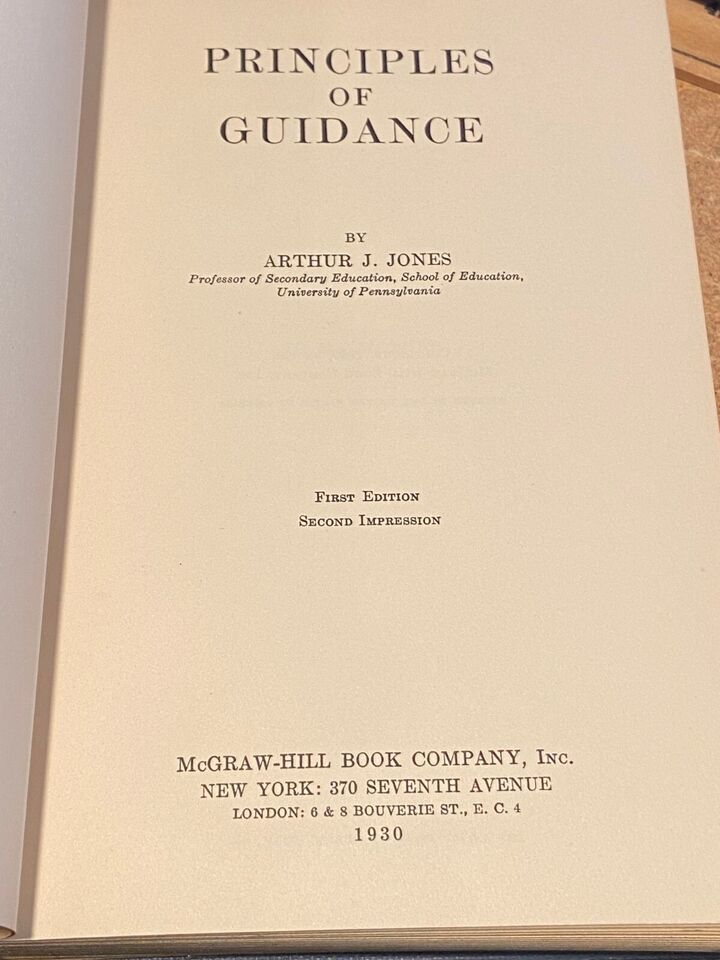 PRINCIPLES
OF
GUIDANCE
BY
ARTHUR J. JONES
Professor of Secondary Education, School of Education,
University of Pennsylvania
FIRST EDITION
SECOND IMPRESSION
McGRAW-HILL BOOK COMPANY, INC.
NEW YORK: 370 SEVENTH AVENUE
LONDON: 6 & 8 BOUVERIE ST., E. C. 4
1930